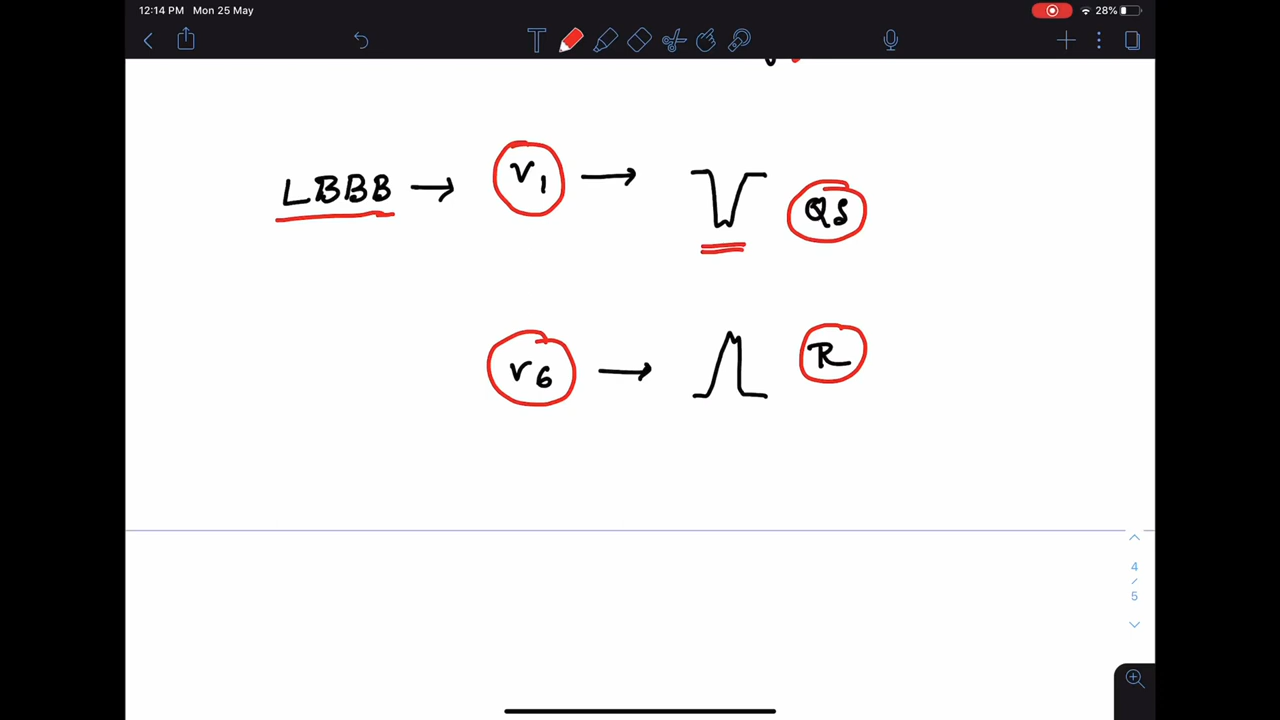 12:14 PM Mon 25 May
28%
T
LBBB → V1 → QS
V6 → R
4
/
5